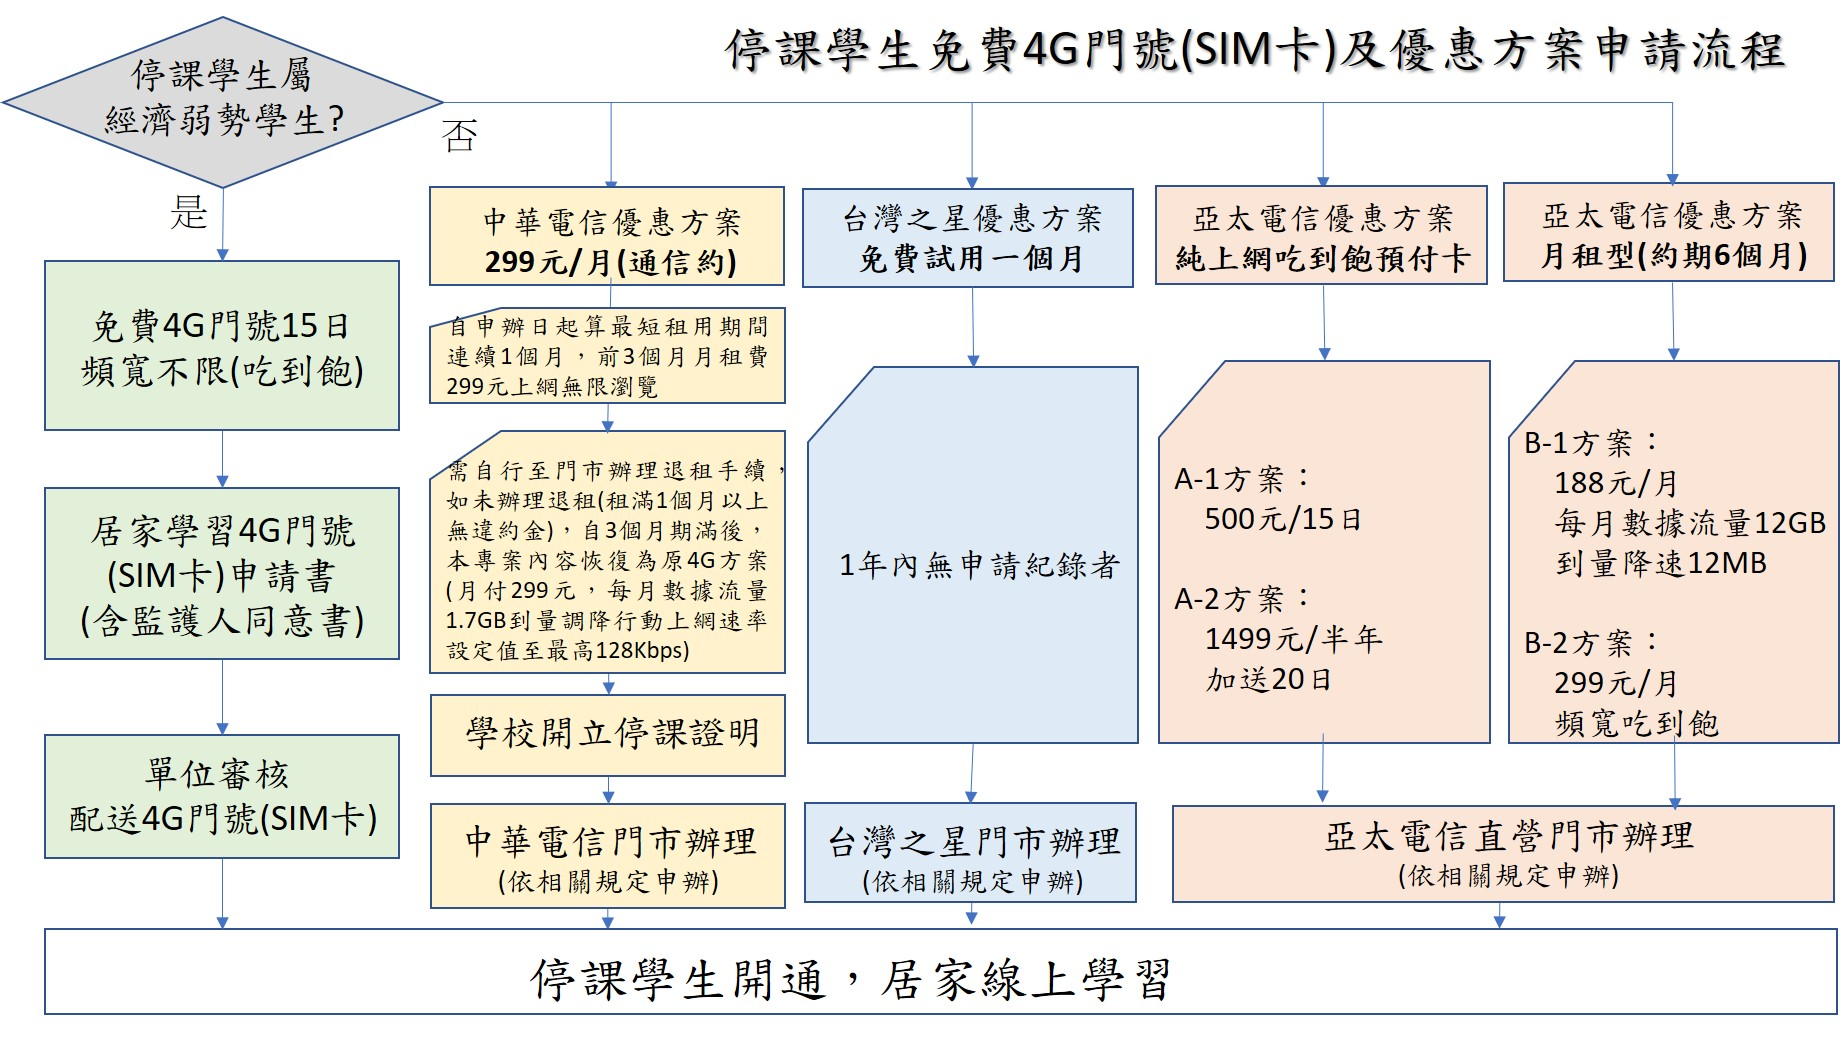 停課學生免費4G門號(SIM卡)及優惠方案申請流程
停課學生屬
經濟弱勢學生?
否
是
免費4G門號15日
頻寬不限(吃到飽)
居家學習4G門號
(SIM卡)申請書
(含監護人同意書)
單位審核
配送4G門號(SIM卡)
中華電信優惠方案
299元/月(通信約)
自申辦日起算最短租用期間
連續1個月，前3個月月租費
299元上網無限瀏覽
需自行至門市辦理退租手續，
如未辦理退租(租滿1個月以上
無違約金)，自3個月期滿後，
本專案內容恢復為原4G方案
(月付299元，每月數據流量
1.7GB到量調降行動上網速率
設定值至最高128Kbps)
學校開立停課證明
中華電信門市辦理
(依相關規定申辦)
台灣之星優惠方案
免費試用一個月
1年內無申請紀錄者
台灣之星門市辦理
(依相關規定申辦)
亞太電信優惠方案
純上網吃到飽預付卡
A-1方案：
500元/15日
A-2方案：
1499元/半年
加送20日
亞太電信優惠方案
月租型(約期6個月)
B-1方案：
188元/月
每月數據流量12GB
到量降速12MB
B-2方案：
299元/月
頻寬吃到飽
亞太電信直營門市辦理
(依相關規定申辦)
停課學生開通，居家線上學習